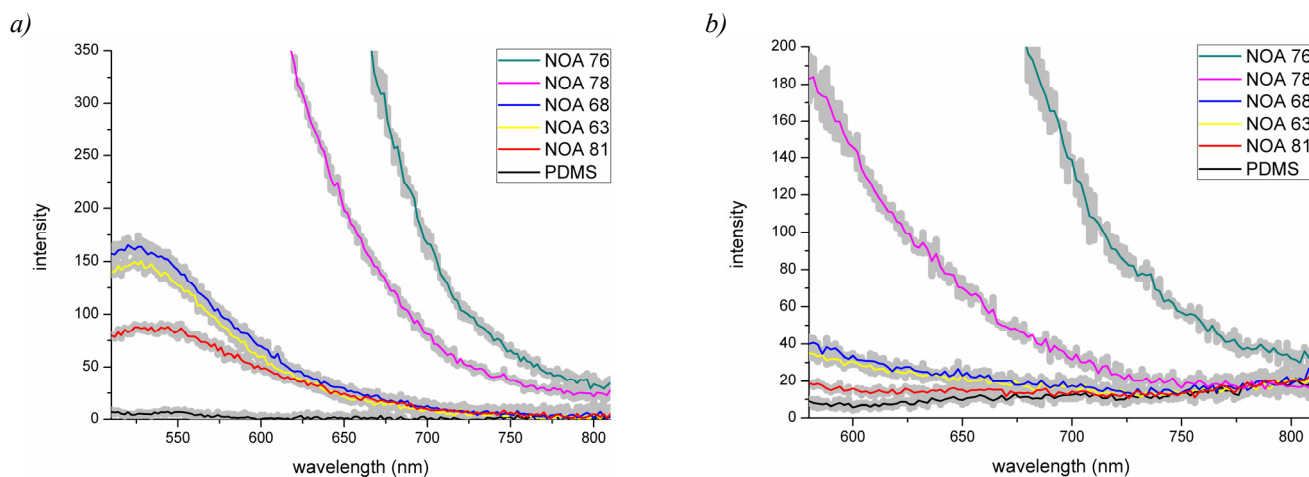 a)
350
300
250
200
150
100
50
0
intensity
550
600
650
700
750
800
wavelength (nm)
NOA 76
NOA 78
NOA 68
NOA 63
NOA 81
PDMS
b)
200
180
160
140
120
100
80
60
40
20
0
intensity
600
650
700
750
800
wavelength (nm)
NOA 76
NOA 78
NOA 68
NOA 63
NOA 81
PDMS